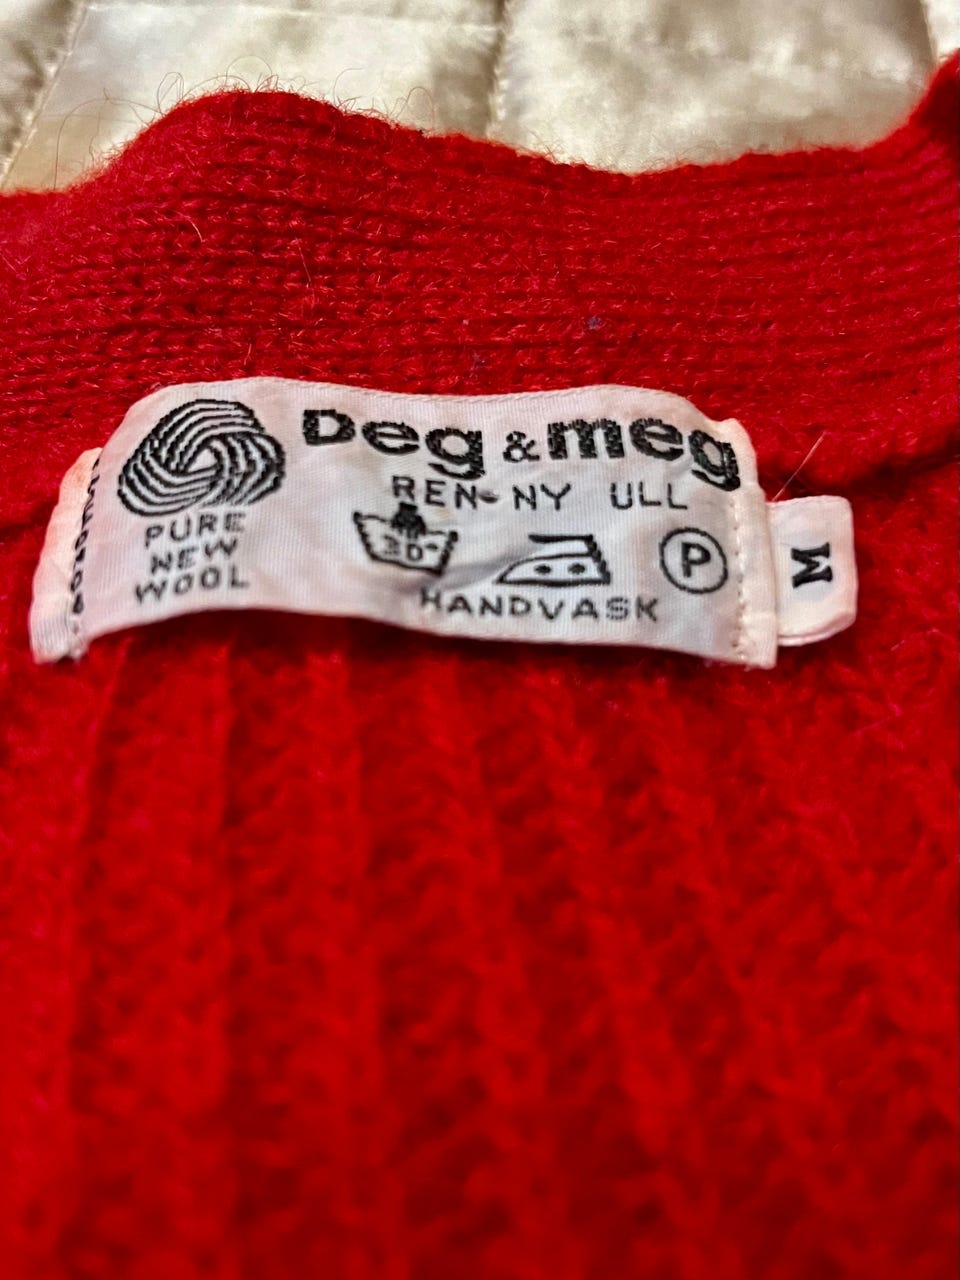 Deg & meg
REN-NY ULL
PURE
NEW
WOOL
30°
P
HANDVASK
M